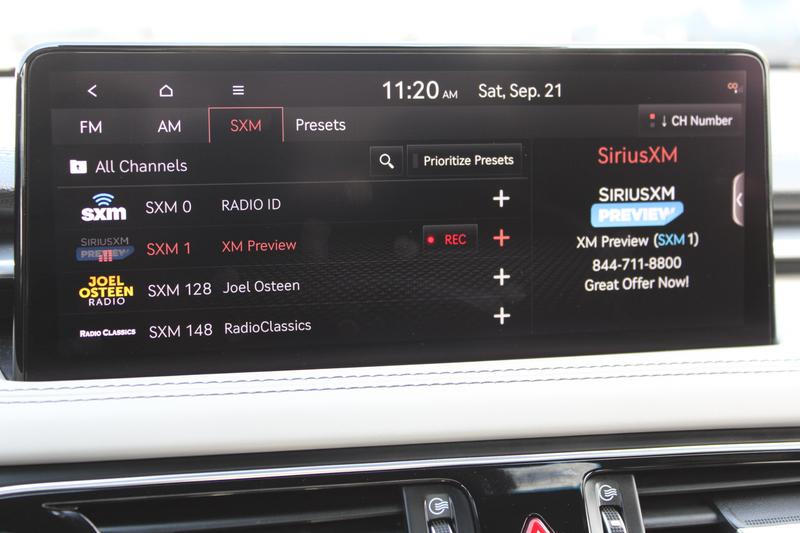 11:20 AM Sat, Sep. 21
FM AM SXM Presets ↓ CH Number
All Channels Prioritize Presets
sxm SXM 0 RADIO ID
SIRIUSXM PREVIEW SXM 1 XM Preview REC
JOEL OSTEEN RADIO SXM 128 Joel Osteen
RADIO CLASSICS SXM 148 RadioClassics
SiriusXM
SIRIUSXM
PREVIEW
XM Preview (SXM 1)
844-711-8800
Great Offer Now!